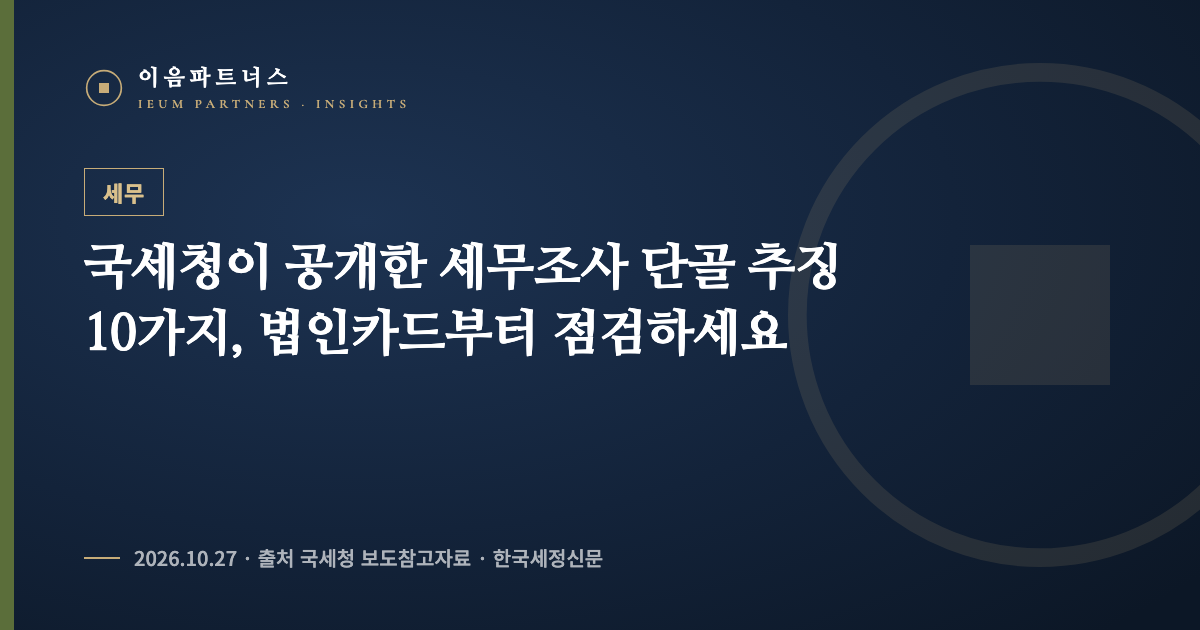 이음파트너스
IEUM PARTNERS · INSIGHTS
세무
국세청이 공개한 세무조사 단골 추징
10가지, 법인카드부터 점검하세요
2026.10.27 · 출처 국세청 보도참고자료 · 한국세정신문